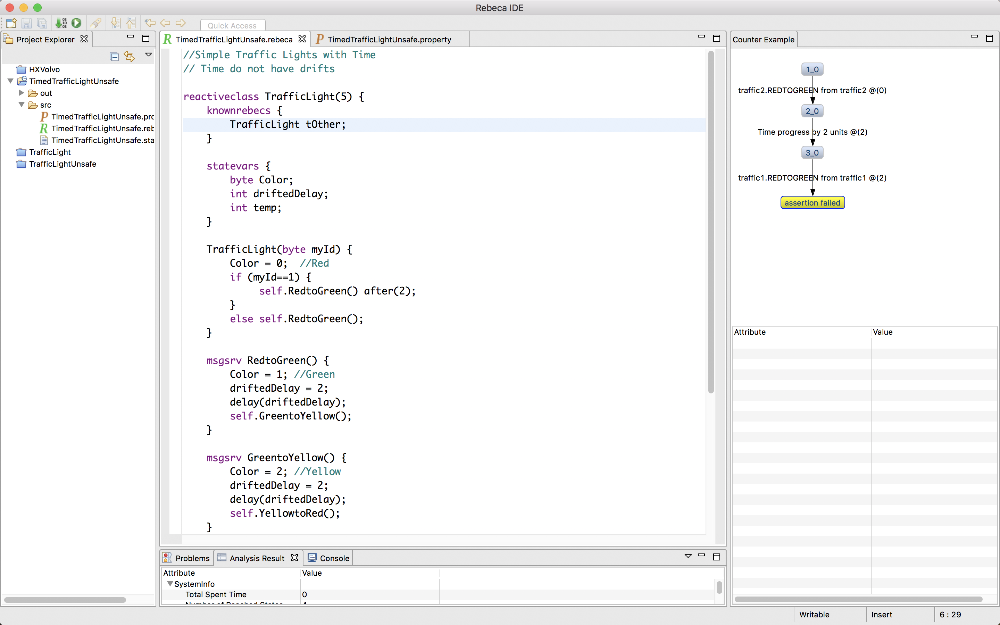 Rebeca IDE
Quick Access
Project Explorer
HXVolvo
TimedTrafficLightUnsafe
out
src
TimedTrafficLightUnsafe.pro
TimedTrafficLightUnsafe.reb
TimedTrafficLightUnsafe.sta
TrafficLight
TrafficLightUnsafe
TimedTrafficLightUnsafe.rebeca
TimedTrafficLightUnsafe.property
//Simple Traffic Lights with Time
// Time do not have drifts
reactiveclass TrafficLight(5) {
knownrebecs {
TrafficLight tOther;
}
statevars {
byte Color;
int driftedDelay;
int temp;
}
TrafficLight(byte myId) {
Color = 0;  //Red
if (myId==1) {
self.RedtoGreen() after(2);
}
else self.RedtoGreen();
}
msgsrv RedtoGreen() {
Color = 1; //Green
driftedDelay = 2;
delay(driftedDelay);
self.GreentoYellow();
}
msgsrv GreentoYellow() {
Color = 2; //Yellow
driftedDelay = 2;
delay(driftedDelay);
self.YellowtoRed();
}
Problems
Analysis Result
Console
Attribute Value
SystemInfo
Total Spent Time 0
Number of Reached States 4
Counter Example
1_0
traffic2.REDTOGREEN from traffic2 @(0)
2_0
Time progress by 2 units @(2)
3_0
traffic1.REDTOGREEN from traffic1 @(2)
assertion failed
Attribute Value
Writable
Insert
6 : 29